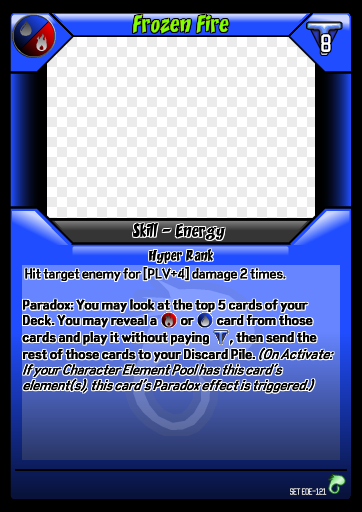 Frozen Fire
8
Skill - Energy
Hyper Rank
Hit target enemy for [PLV÷4] damage 2 times.
Paradox: You may look at the top 5 cards of your
Deck. You may reveal a or card from those
cards and play it without paying , then send the
rest of those cards to your Discard Pile. (On Activate:
If your Character Element Pool has this card's
element(s), this card's Paradox effect is triggered.)
SET EOE-121